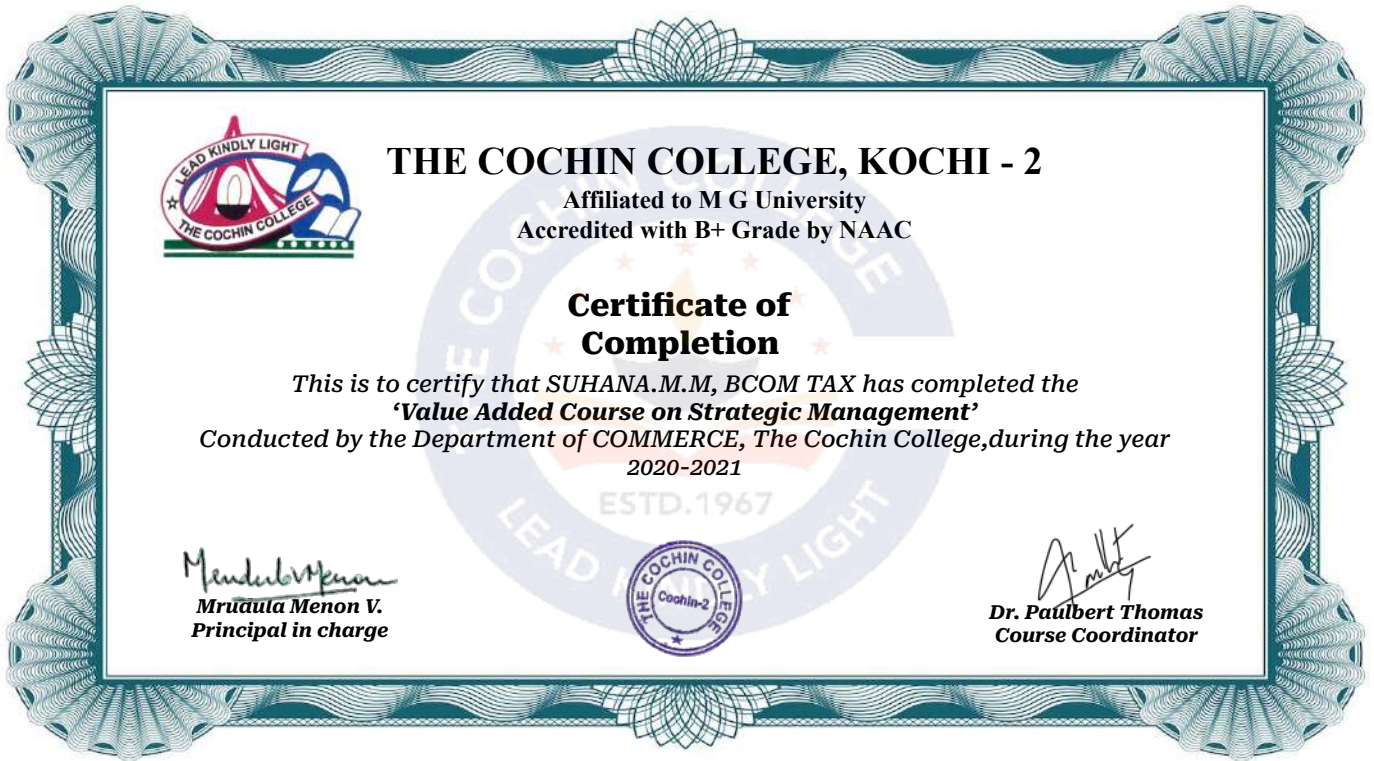 LEAD KINDLY LIGHT
THE COCHIN COLLEGE
THE COCHIN COLLEGE, KOCHI - 2
Affiliated to M G University
Accredited with B+ Grade by NAAC
THE COCHIN COLLEGE
Certificate of
Completion
This is to certify that SUHANA.M.M, BCOM TAX has completed the
‘Value Added Course on Strategic Management’
Conducted by the Department of COMMERCE, The Cochin College,during the year
2020-2021
ESTD.1967
LEAD KINDLY LIGHT
THE COCHIN COLLEGE
Cochin-2
Mrudula Menon V.
Principal in charge
Dr. Paulbert Thomas
Course Coordinator